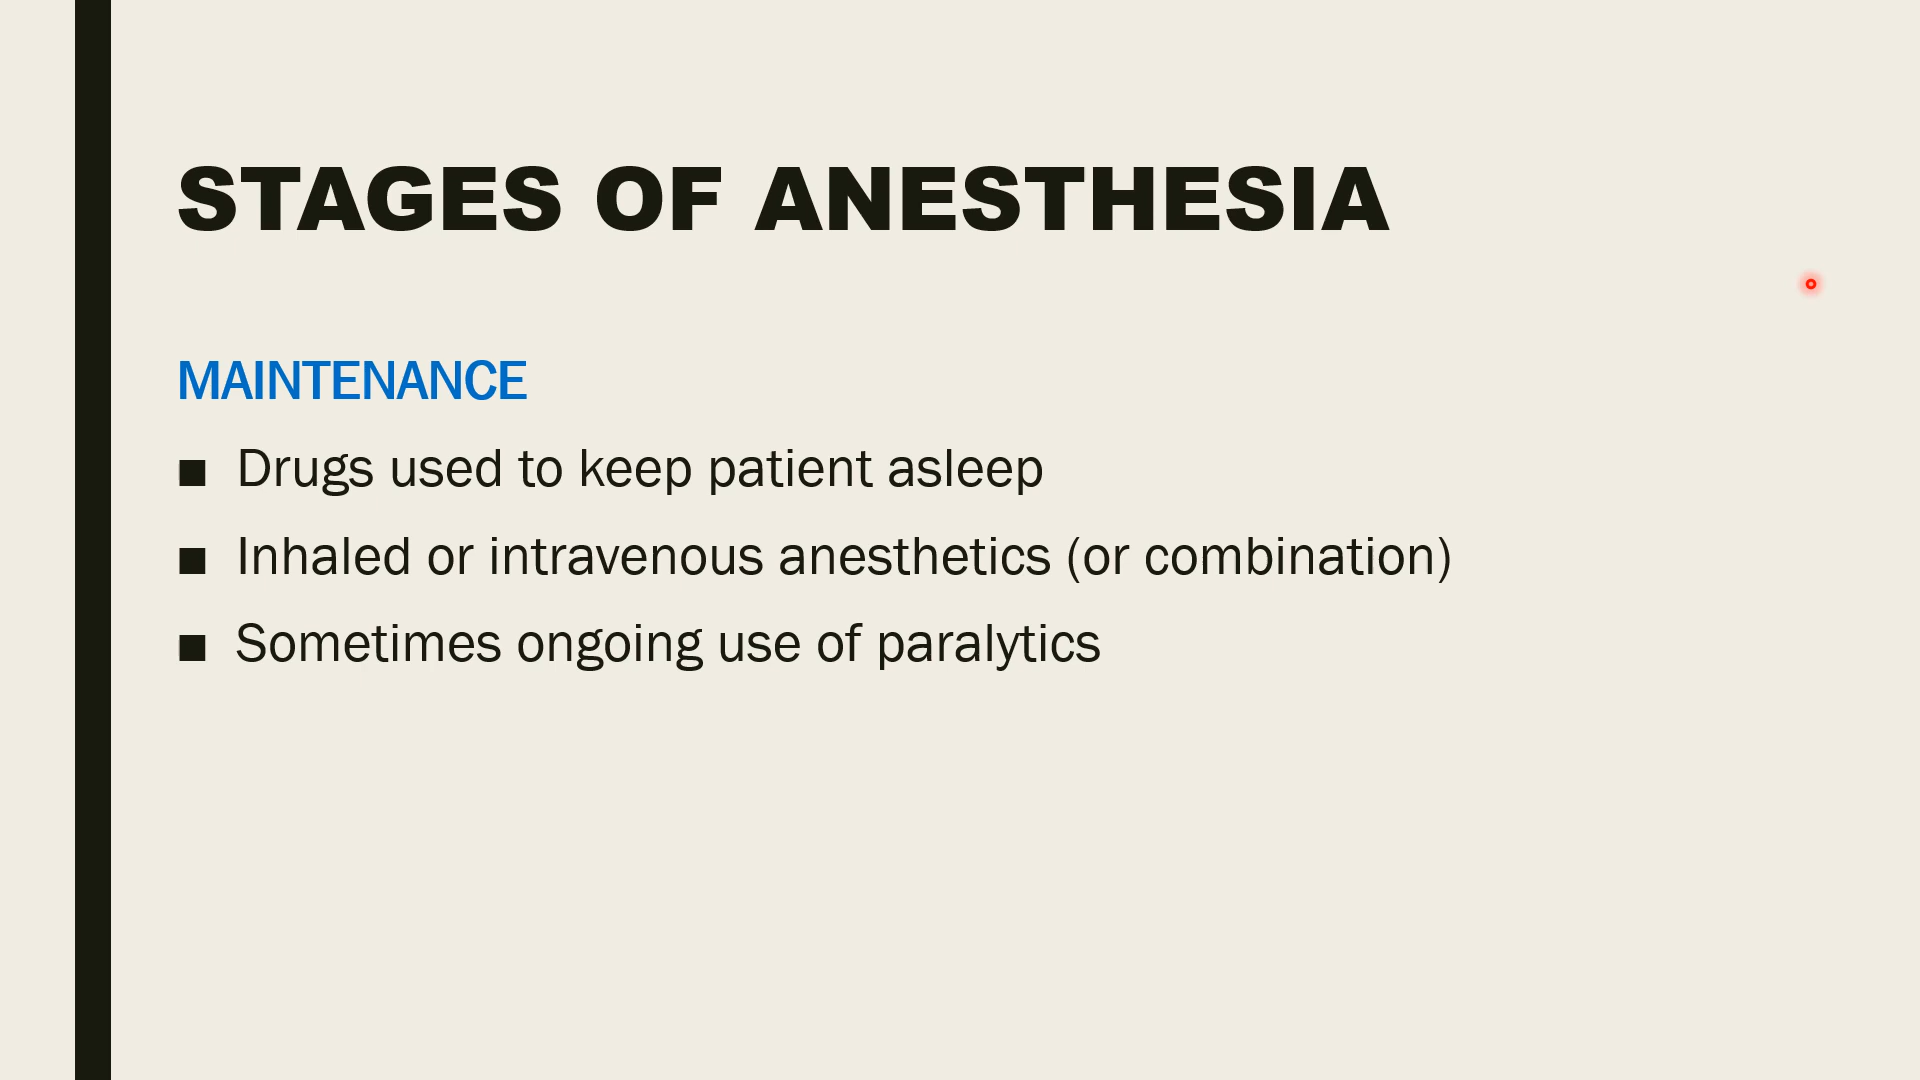 STAGES OF ANESTHESIA
MAINTENANCE
■ Drugs used to keep patient asleep
■ Inhaled or intravenous anesthetics (or combination)
■ Sometimes ongoing use of paralytics